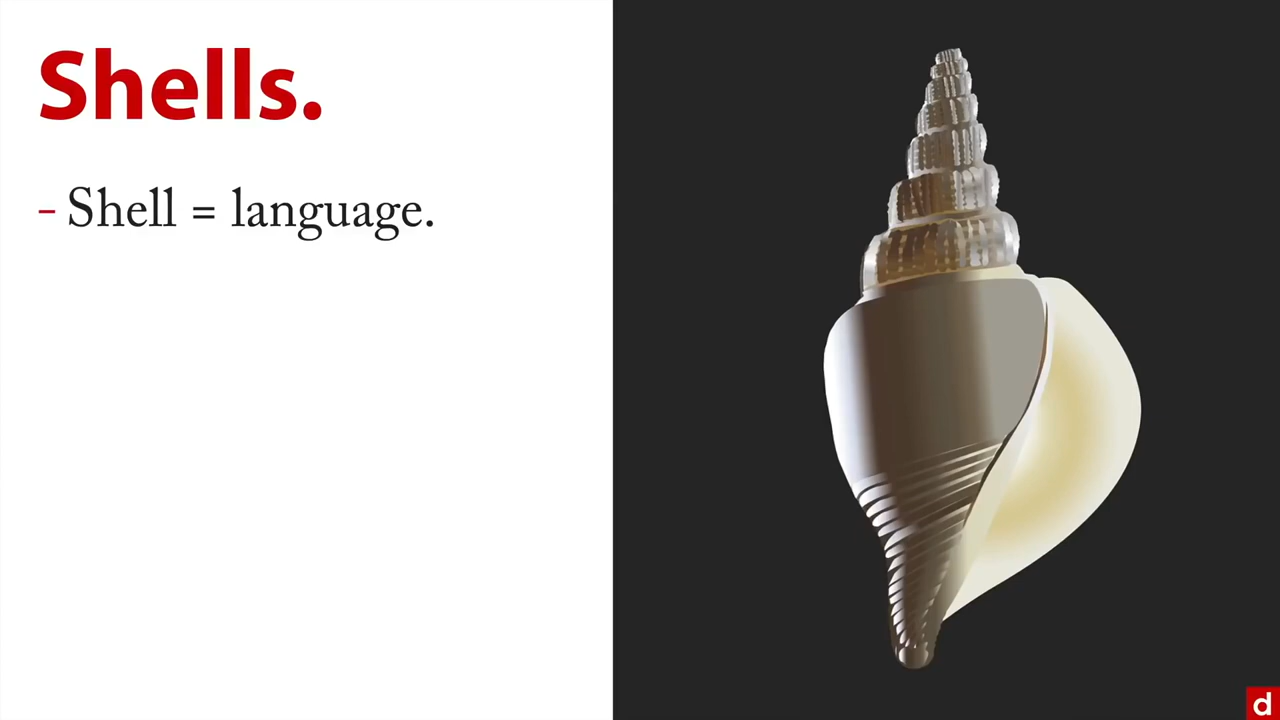 Shells.
– Shell = language.
d